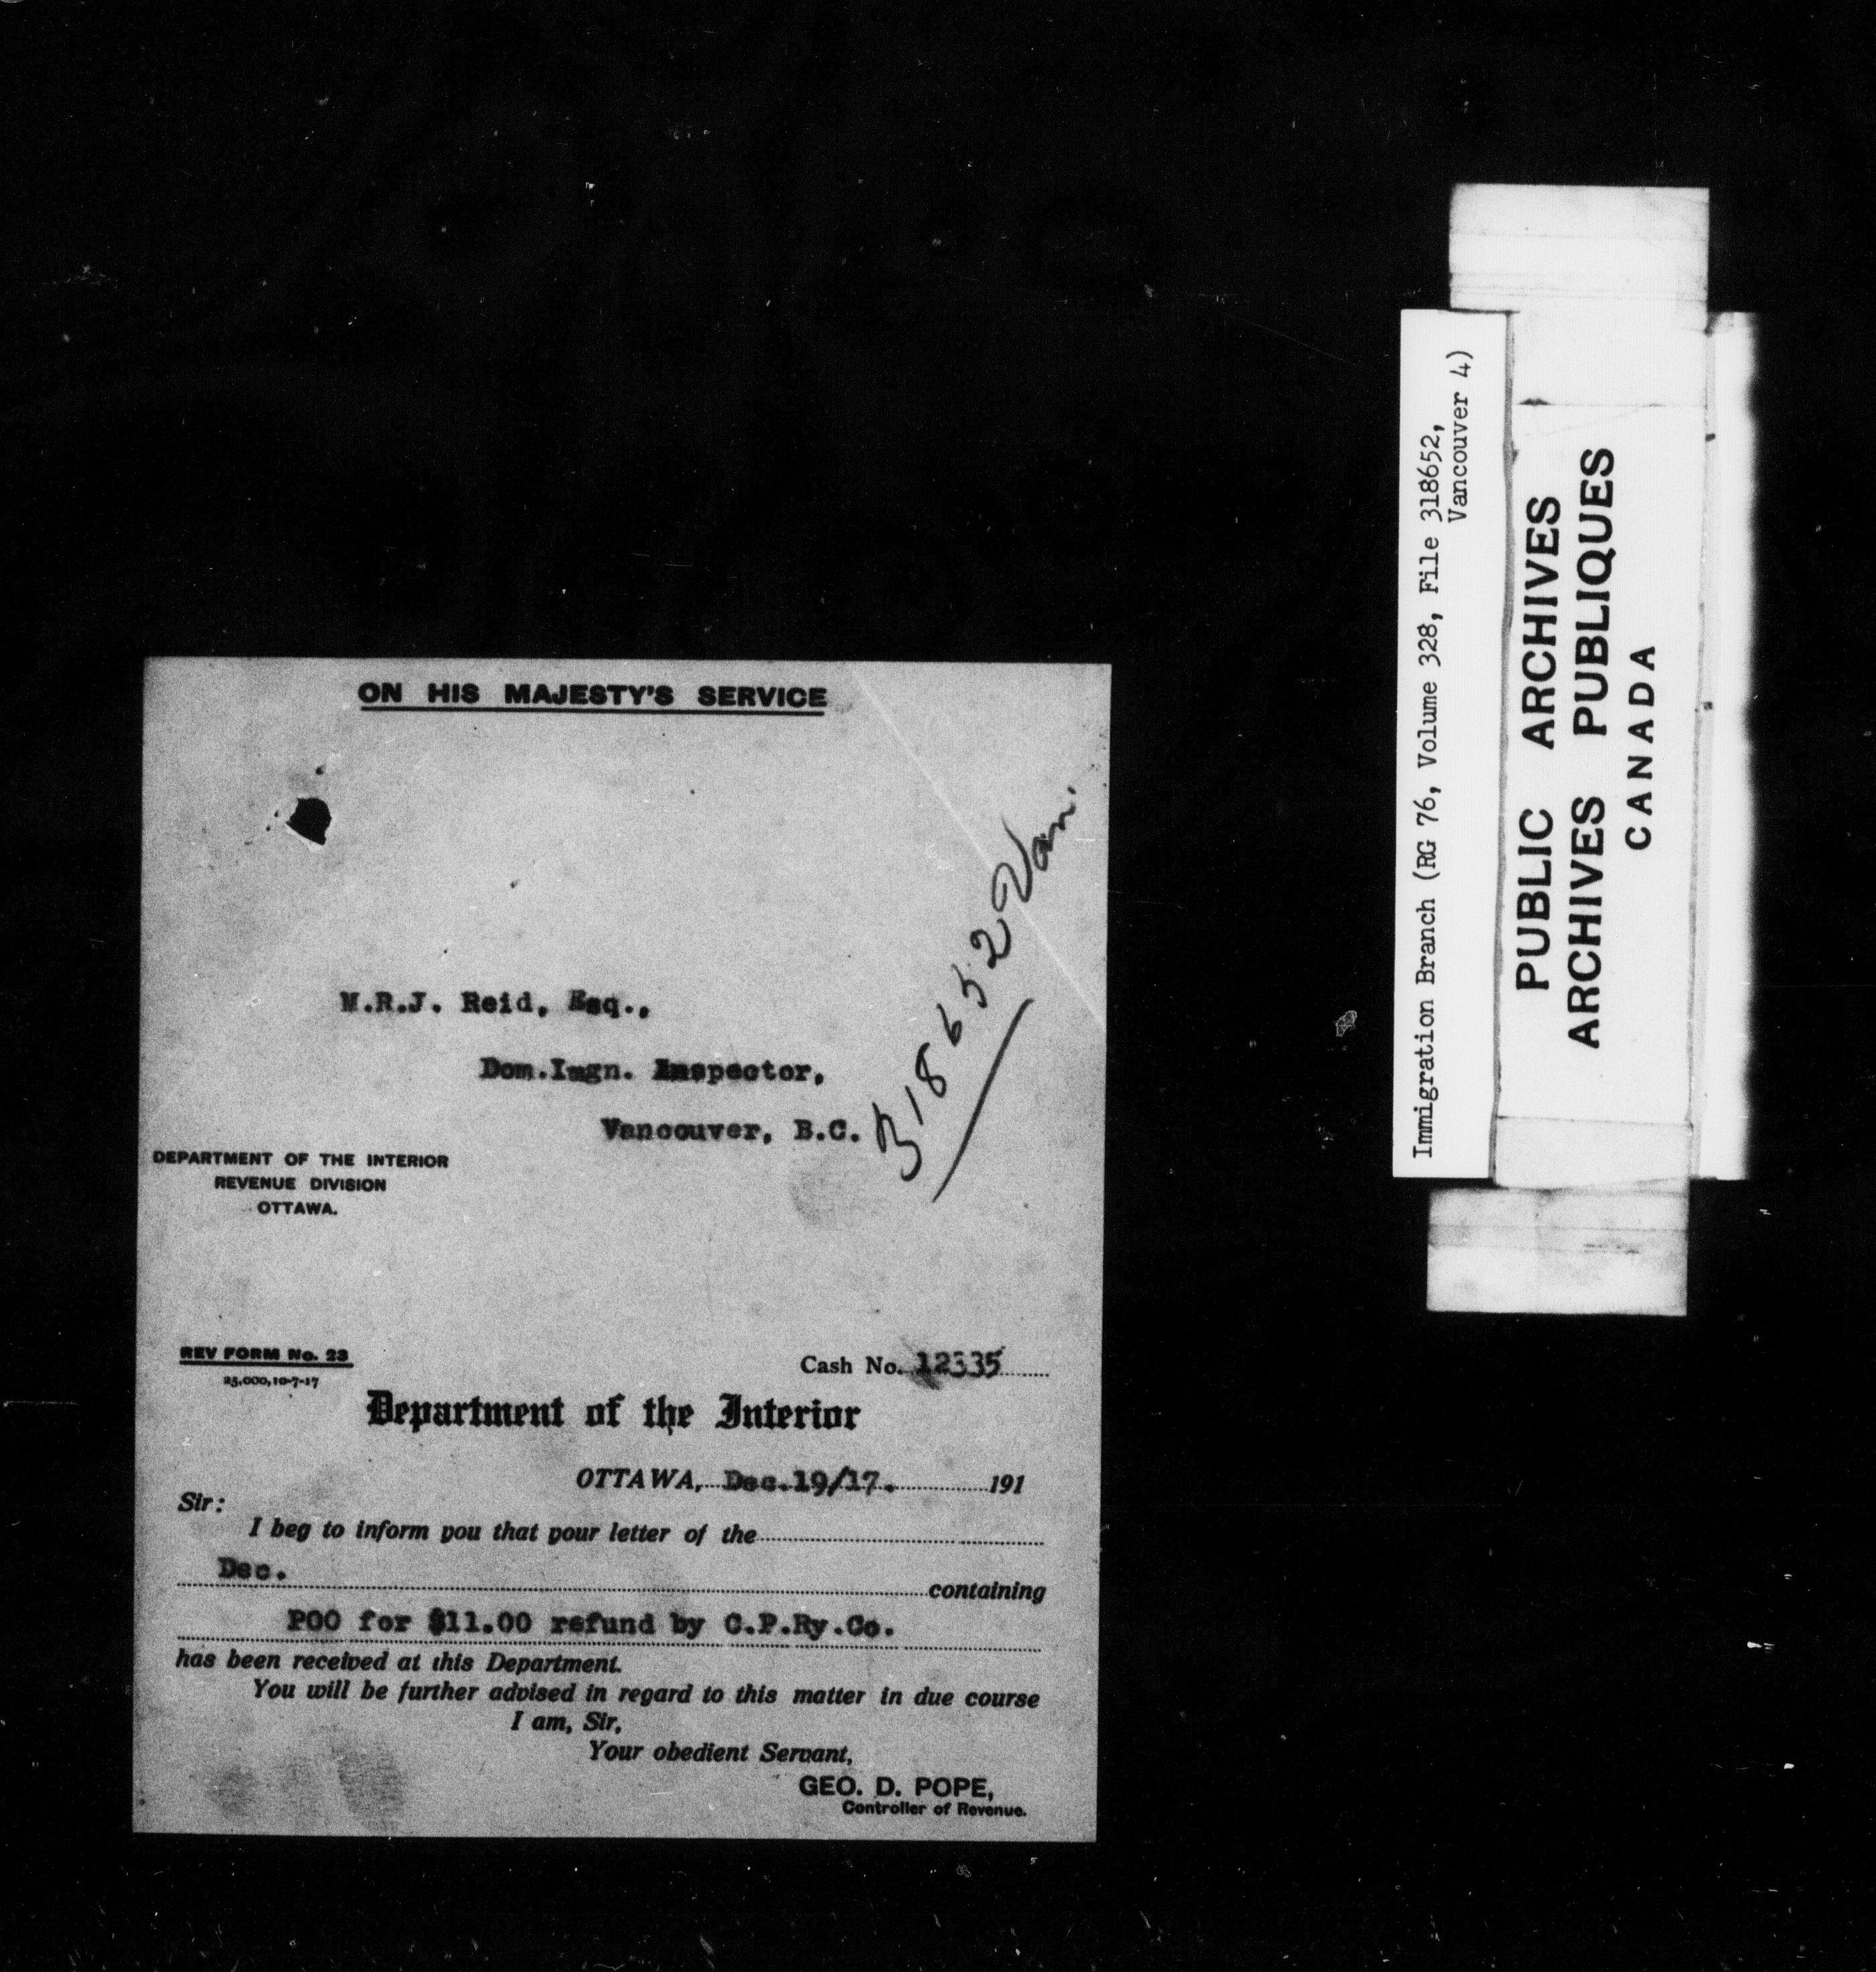 ON HIS MAJESTY'S SERVICE
318652 Van.
M.R.J. Reid, Esq.,
Dom.Imgn. Inspector,
Vancouver, B.C.
DEPARTMENT OF THE INTERIOR
REVENUE DIVISION
OTTAWA.
REV FORM No. 23
25,000,10-7-17
Cash No. 12335
Department of the Interior
OTTAWA, Dec.19/17. 191
Sir:
I beg to inform you that your letter of the
Dec. containing
POO for $11.00 refund by C.P.Ry.Co.
has been received at this Department.
You will be further advised in regard to this matter in due course
I am, Sir,
Your obedient Servant,
GEO. D. POPE,
Controller of Revenue.
Immigration Branch (RG 76, Volume 328, File 318652,
Vancouver 4)
PUBLIC ARCHIVES
ARCHIVES PUBLIQUES
CANADA